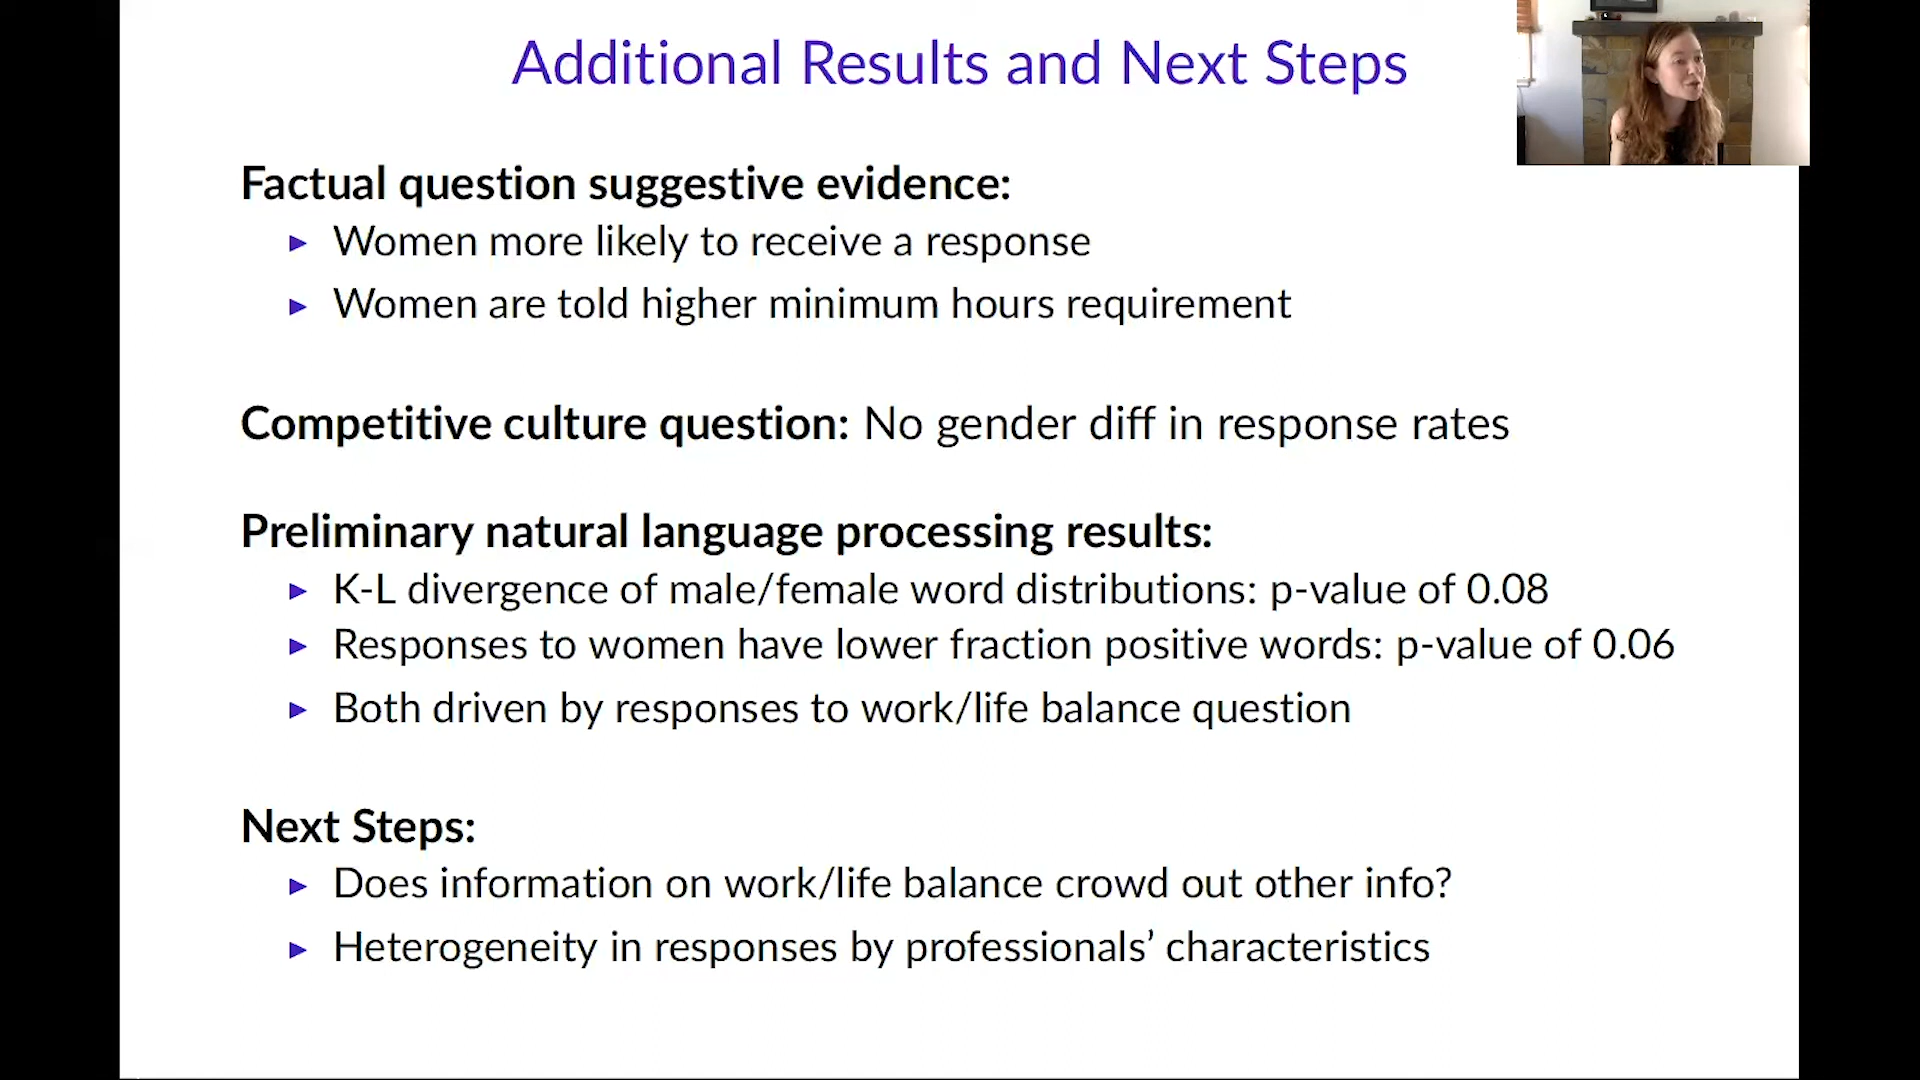 Additional Results and Next Steps
Factual question suggestive evidence:
▶ Women more likely to receive a response
▶ Women are told higher minimum hours requirement
Competitive culture question: No gender diff in response rates
Preliminary natural language processing results:
▶ K-L divergence of male/female word distributions: p-value of 0.08
▶ Responses to women have lower fraction positive words: p-value of 0.06
▶ Both driven by responses to work/life balance question
Next Steps:
▶ Does information on work/life balance crowd out other info?
▶ Heterogeneity in responses by professionals’ characteristics